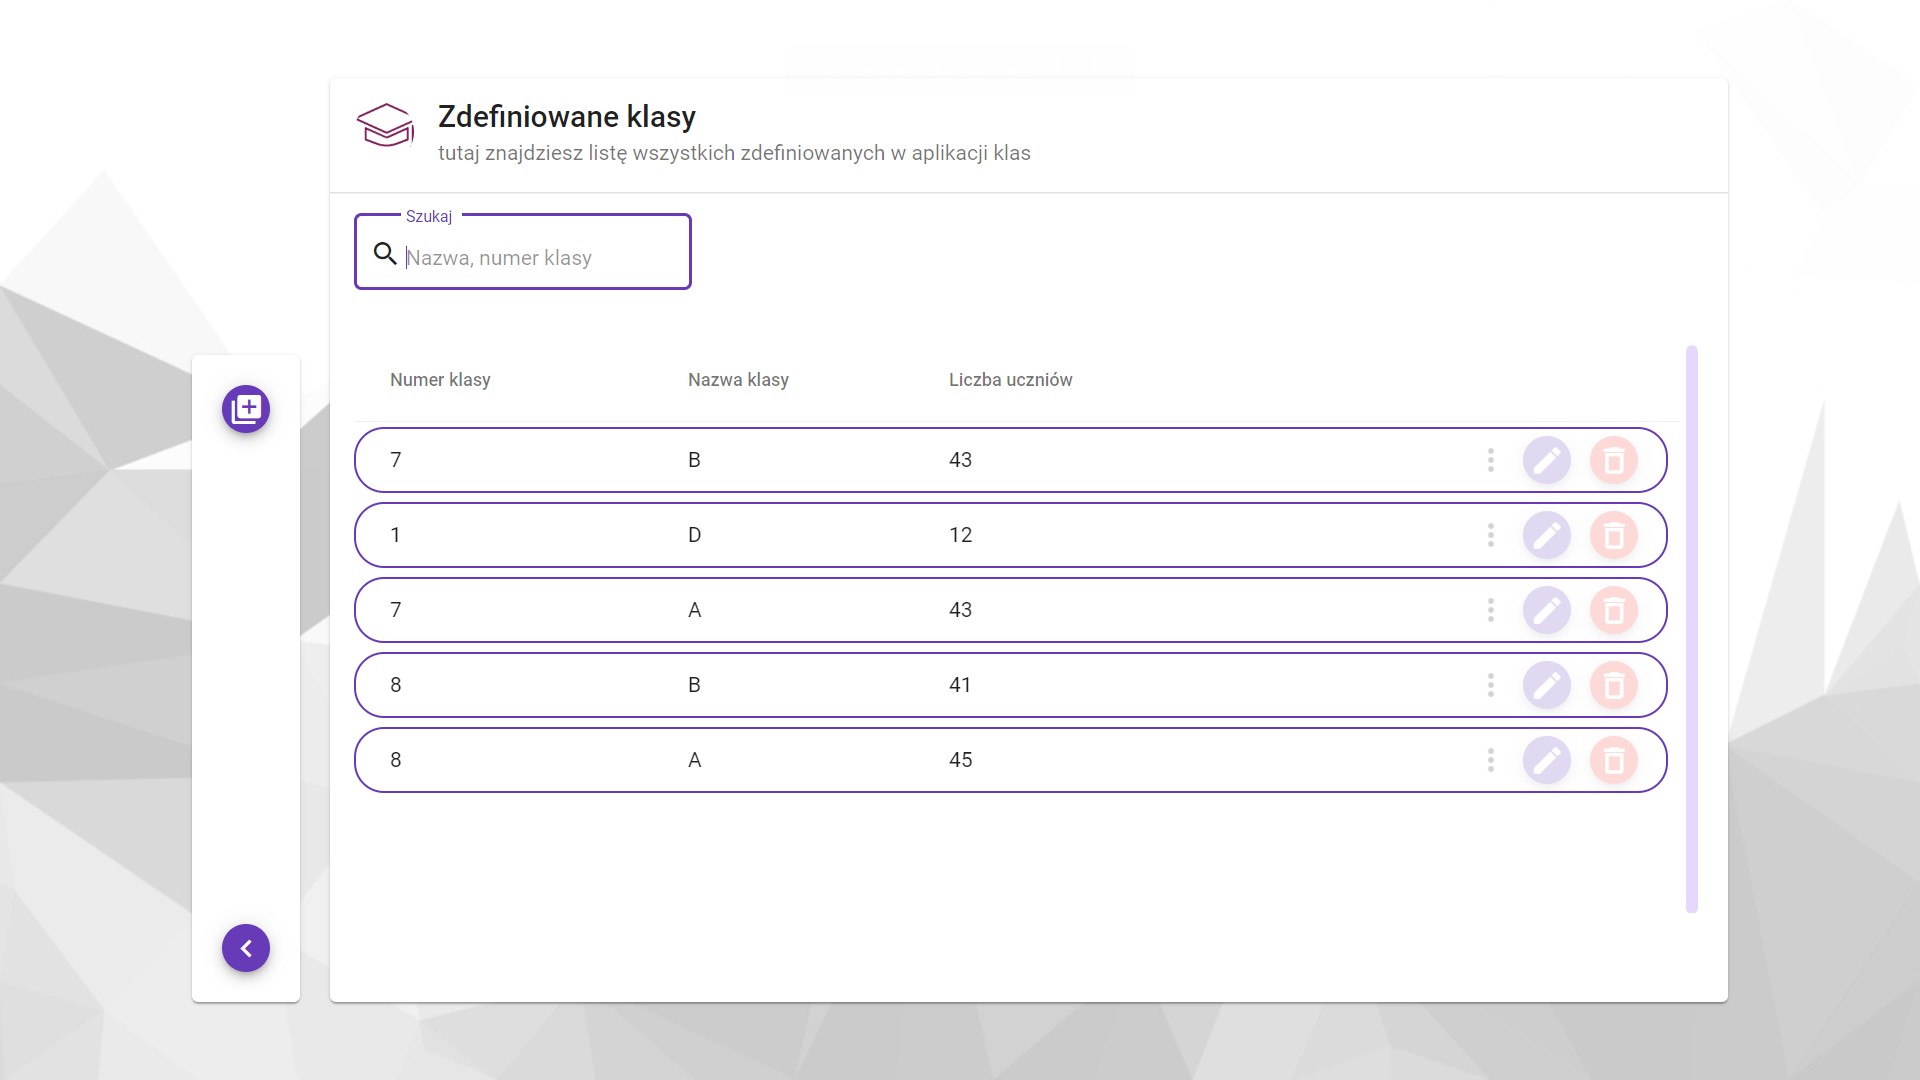 Zdefiniowane klasy
tutaj znajdziesz listę wszystkich zdefiniowanych w aplikacji klas
Szukaj
Nazwa, numer klasy
Numer klasy Nazwa klasy Liczba uczniów
7 B 43
1 D 12
7 A 43
8 B 41
8 A 45